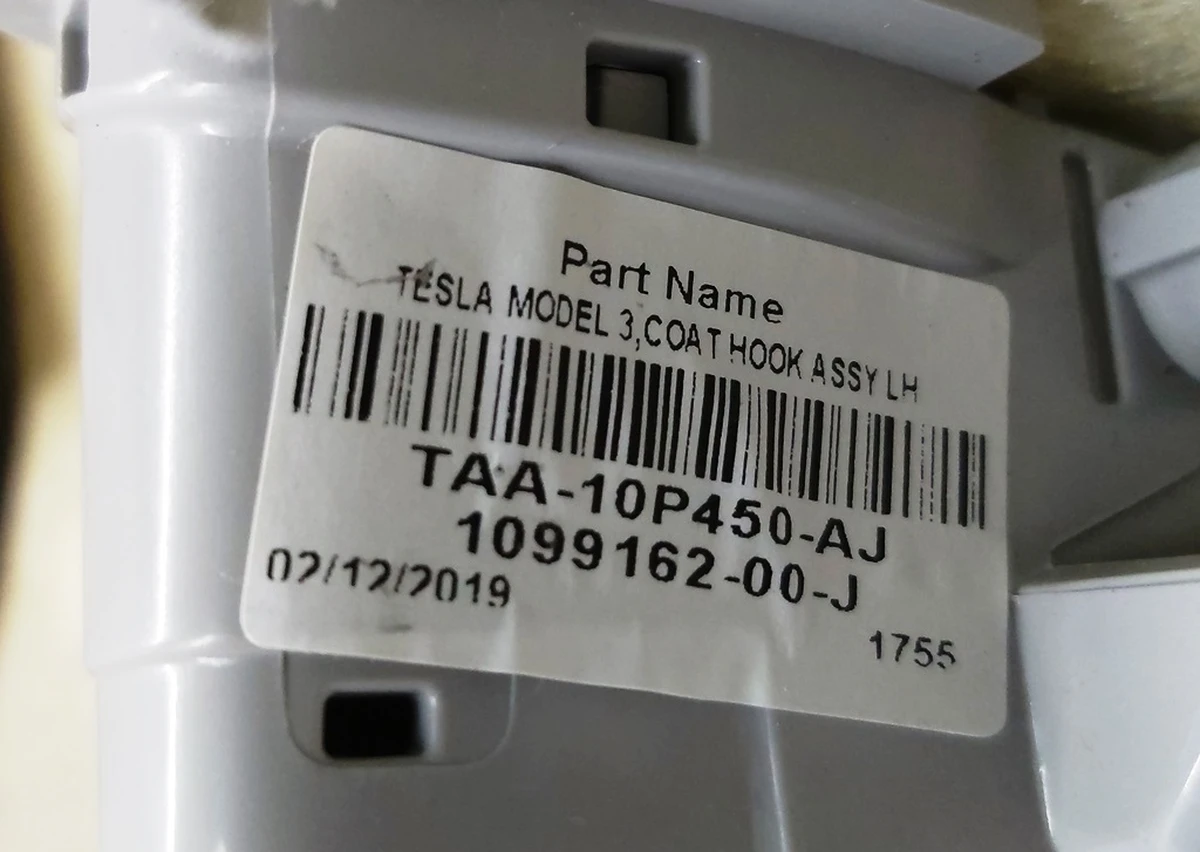 Part Name
TESLA MODEL 3,COAT HOOK ASSY LH
TAA-10P450-AJ
1099162-00-J
02/12/2019
1755